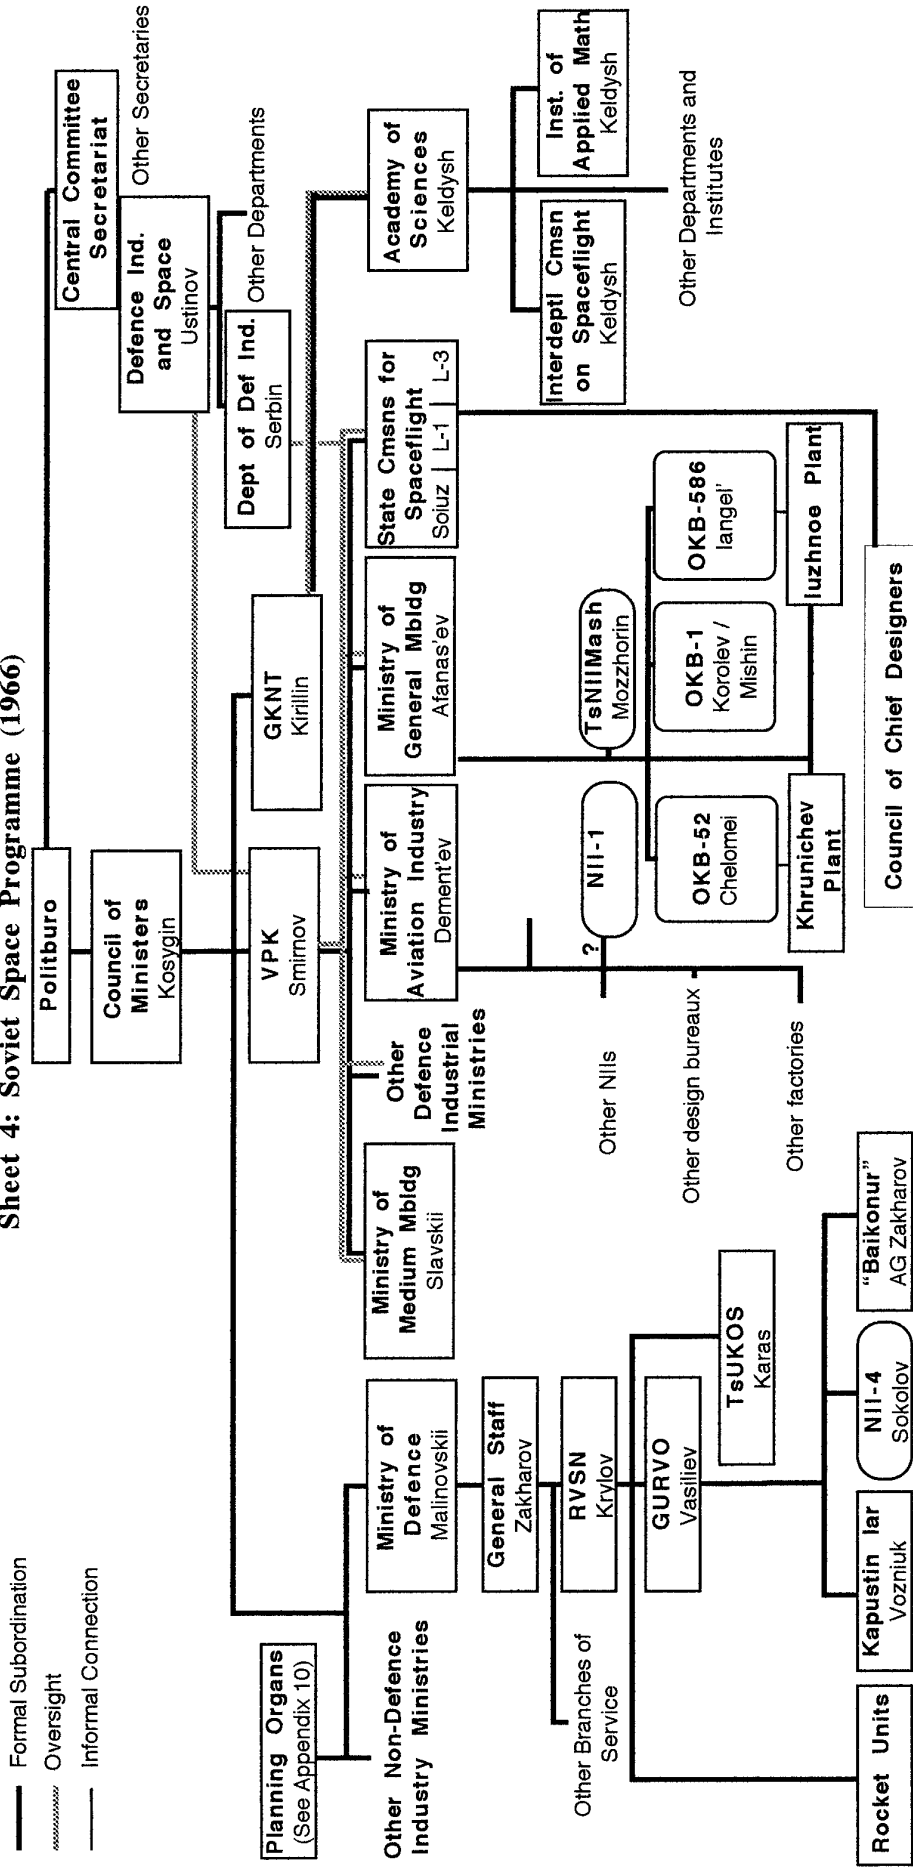 Sheet 4: Soviet Space Programme (1966)
Formal Subordination
Oversight
Informal Connection
Politburo
Central Committee
Secretariat
Other Secretaries
Council of
Ministers
Kosygin
Defence Ind.
and Space
Ustinov
Other Departments
Dept of Def Ind.
Serbin
Planning Organs
(See Appendix 10)
VPK
Smirnov
GKNT
Kirillin
Other Non-Defence
Industry Ministries
Ministry of
Defence
Malinovskii
Ministry of
Medium Mbldg
Slavskii
Other
Defence
Industrial
Ministries
Ministry of
Aviation Industry
Dement'ev
Ministry of
General Mbldg
Afanas'ev
State Cmsns for
Spaceflight
Soiuz L-1 L-3
Academy of
Sciences
Keldysh
General Staff
Zakharov
Other Branches of
Service
RVSN
Krylov
GURVO
Vasiliev
TsUKOS
Karas
Other NIIs
Other design bureaux
Other factories
?
NII-1
TsNIIMash
Mozzhorin
Interdeptl Cmsn
on Spaceflight
Keldysh
Inst. of
Applied Math
Keldysh
Other Departments and
Institutes
OKB-52
Chelomei
OKB-1
Korolev /
Mishin
OKB-586
Iangel'
Khrunichev
Plant
Iuzhnoe Plant
Rocket Units
Kapustin Iar
Vozniuk
NII-4
Sokolov
"Baikonur"
AG Zakharov
Council of Chief Designers